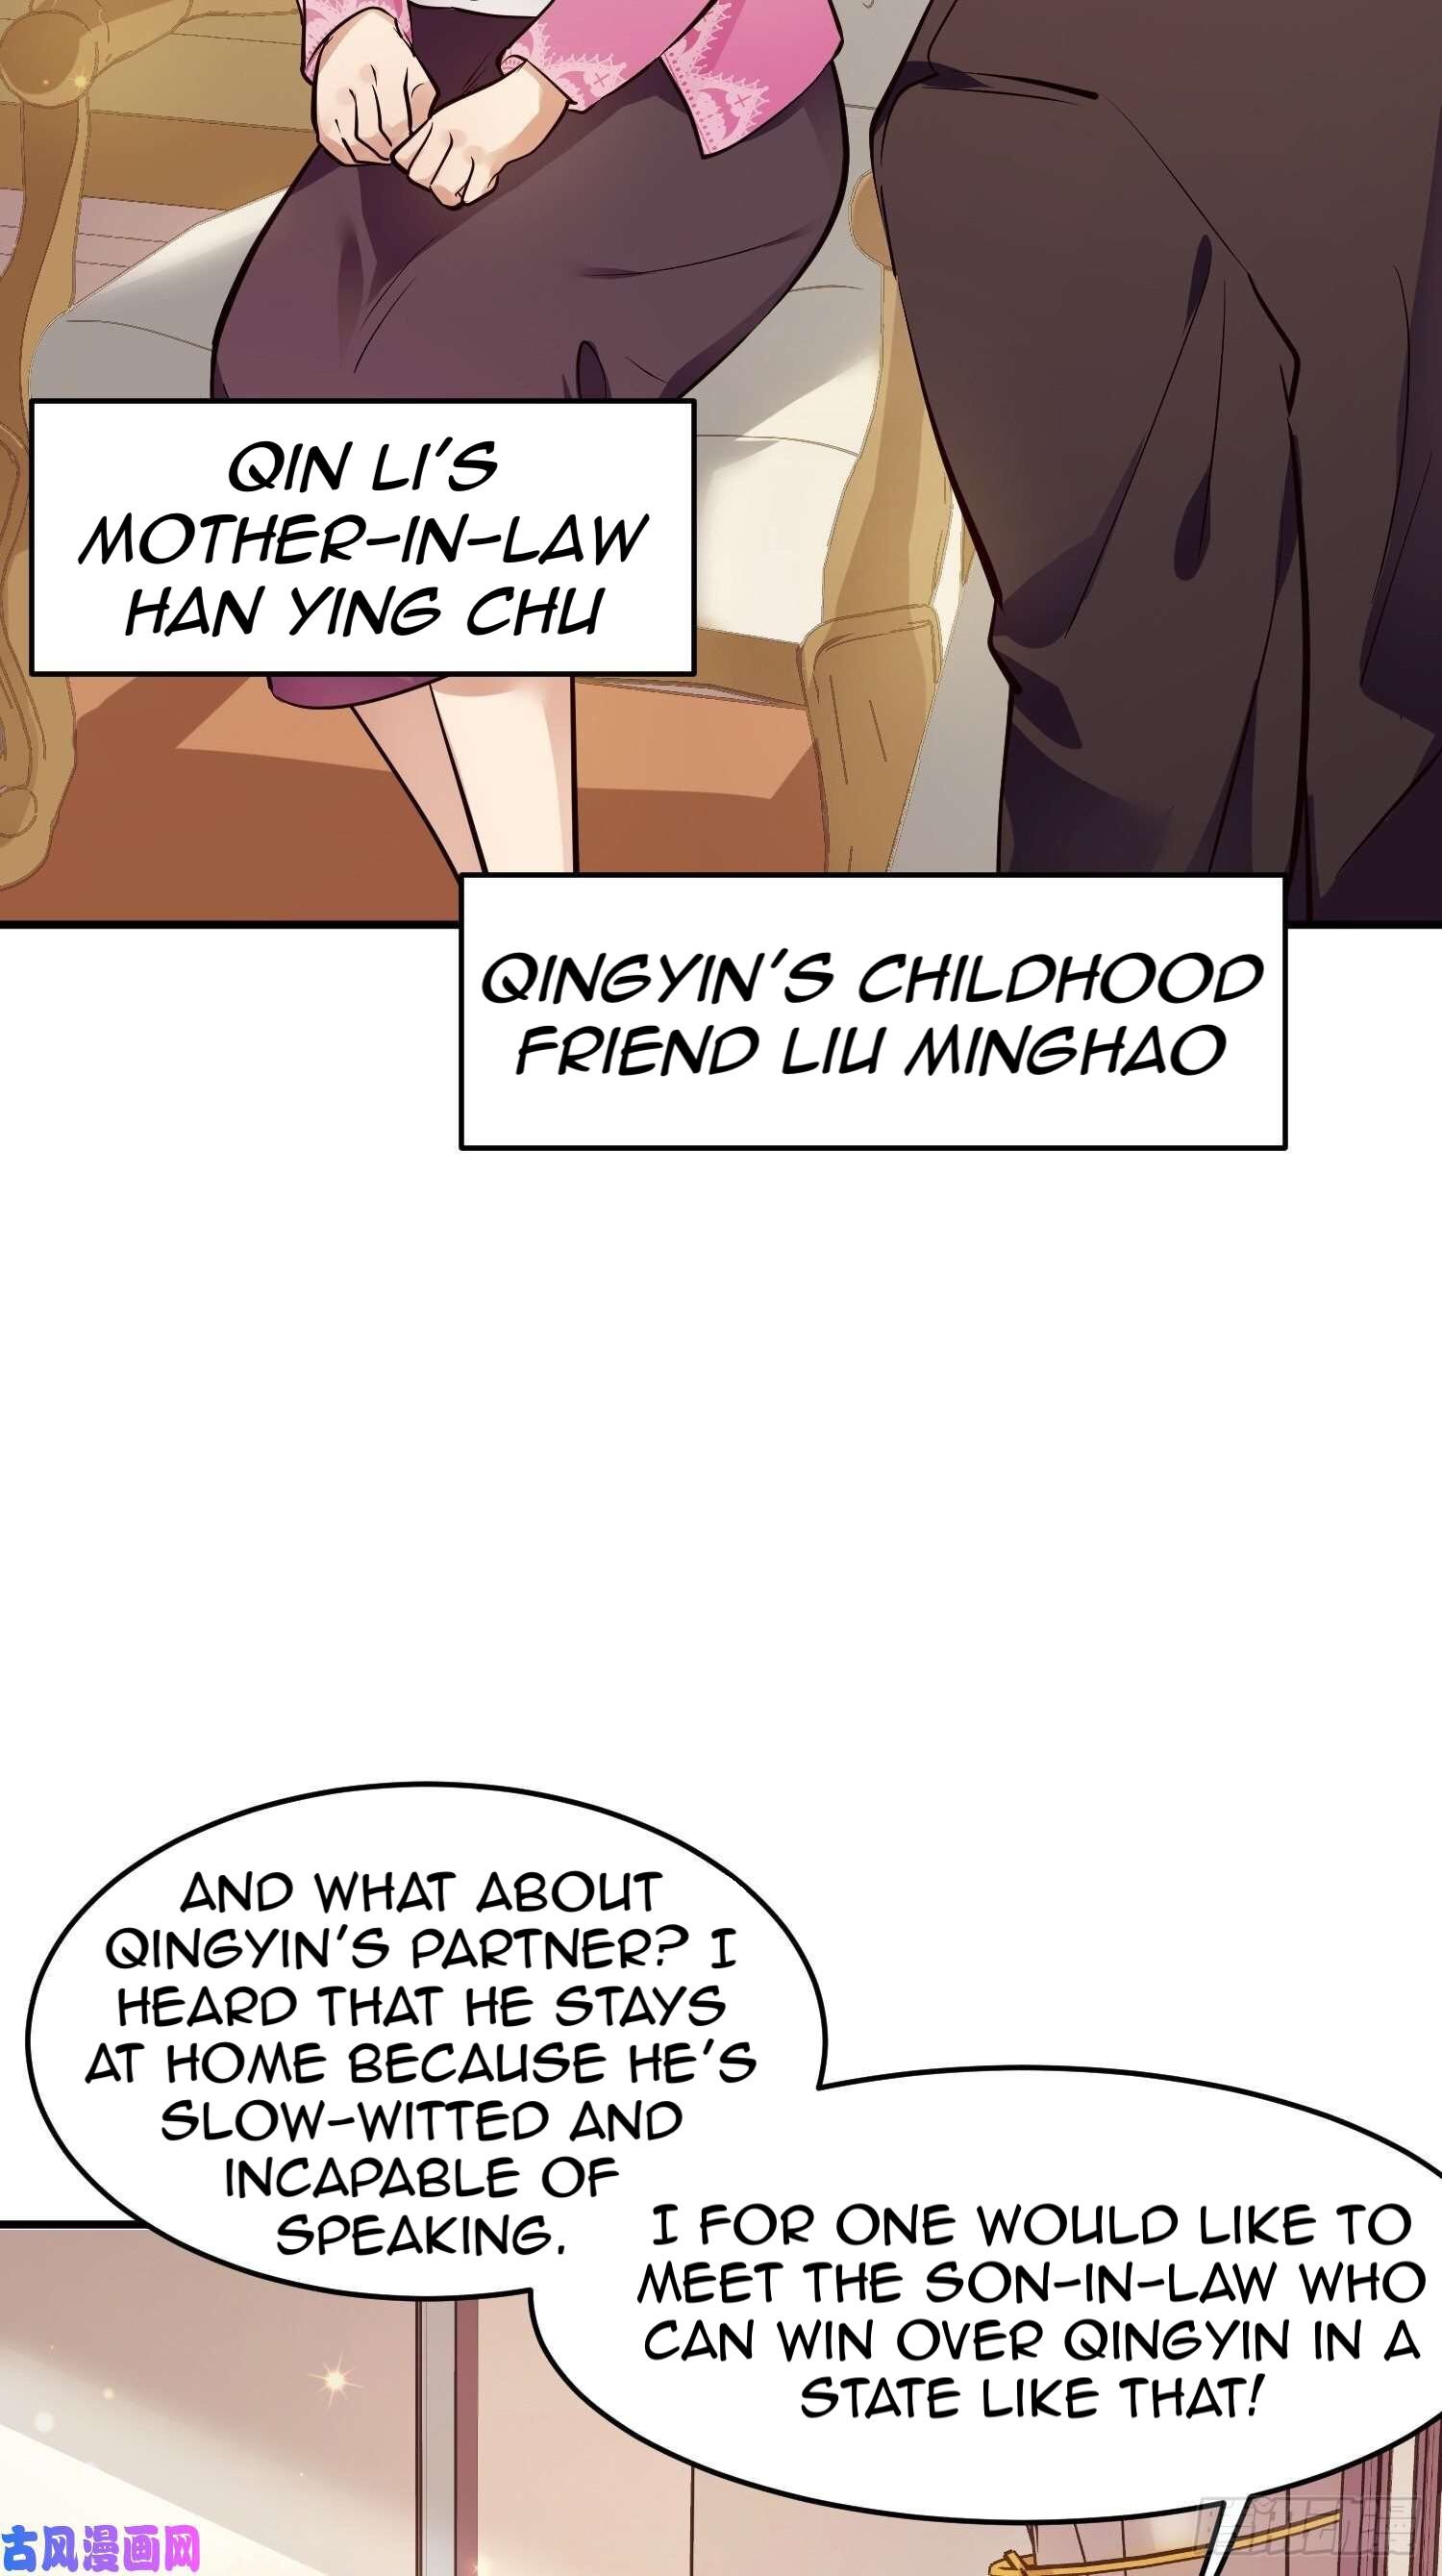 QIN LI'S
MOTHER-IN-LAW
HAN YING CHU
QINGYIN'S CHILDHOOD
FRIEND LIU MINGHAO
AND WHAT ABOUT
QINGYIN'S PARTNER? I
HEARD THAT HE STAYS
AT HOME BECAUSE HE'S
SLOW-WITTED AND
INCAPABLE OF
SPEAKING.
I FOR ONE WOULD LIKE TO
MEET THE SON-IN-LAW WHO
CAN WIN OVER QINGYIN IN A
STATE LIKE THAT!
古风漫画网